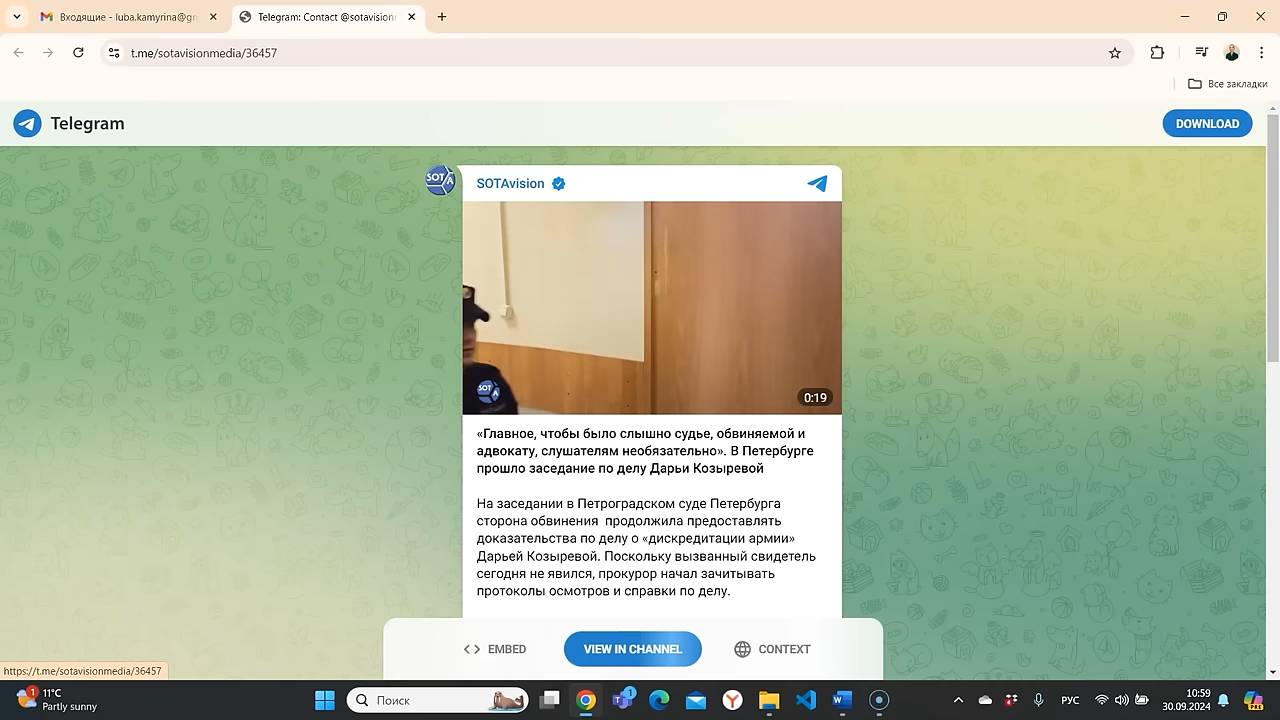 Входящие - luba.kamyrina@gm
Telegram: Contact @sotavision
t.me/sotavisionmedia/36457
Все закладки
Telegram
DOWNLOAD
SOTA
SOTAvision
SOTA
0:19
«Главное, чтобы было слышно судье, обвиняемой и
адвокату, слушателям необязательно». В Петербурге
прошло заседание по делу Дарьи Козыревой
На заседании в Петроградском суде Петербурга
сторона обвинения продолжила предоставлять
доказательства по делу о «дискредитации армии»
Дарьей Козыревой. Поскольку вызванный свидетель
сегодня не явился, прокурор начал зачитывать
протоколы осмотров и справки по делу.
EMBED
VIEW IN CHANNEL
CONTEXT
https://t.me/sotavisionmedia/36457
1
11°C
Partly sunny
Поиск
1
РУС
10:59
30.09.2024